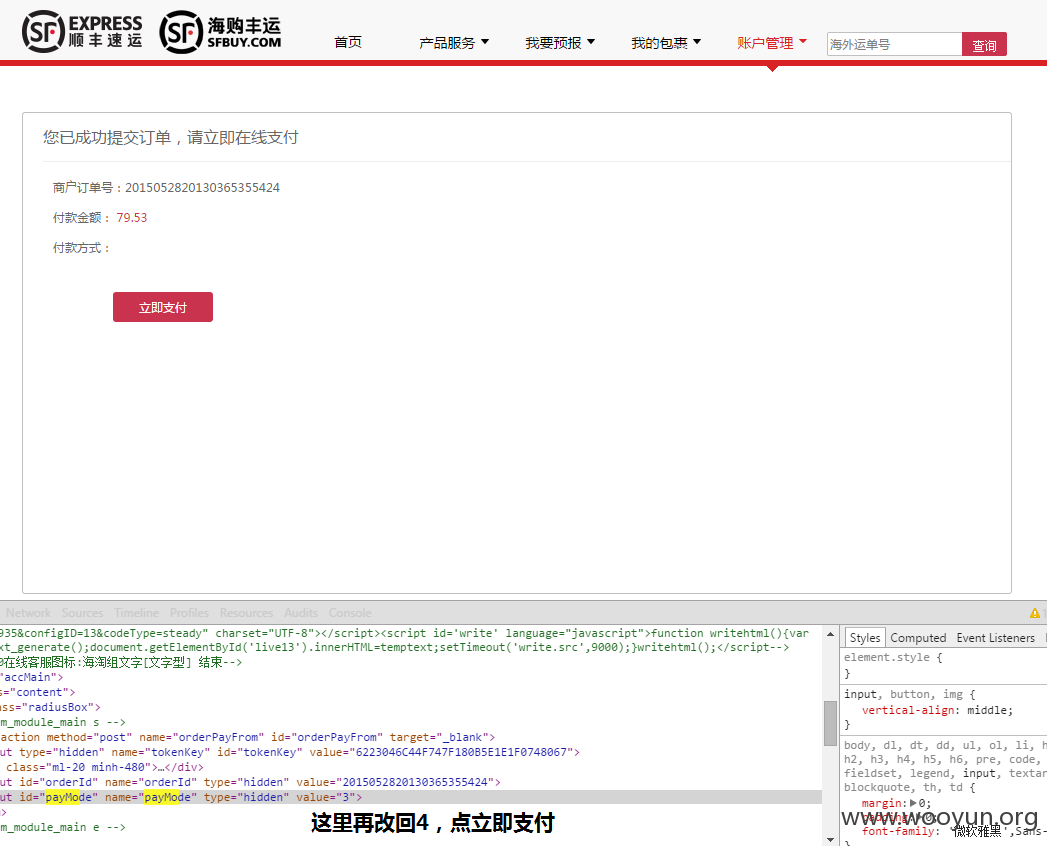 SF EXPRESS 顺丰速运 SF 海购丰运 SFBUY.COM
首页 产品服务 我要预报 我的包惠 账户管理 海外运单号 查询
您已成功提交订单，请立即在线支付
商户订单号：2015052820130365355424
付款金额： 79.53
付款方式：
立即支付
Network Sources Timeline Profiles Resources Audits Console
935&configID=13&codeType=steady" charset="UTF-8"></script><script id='write' language="javascript">function writehtml(){var
xt_generate();document.getElementById('live13').innerHTML=temptext;setTimeout('write.src',9000);}writehtml();</script-->
0在线客服图标:海淘组文字[文字型] 结束-->
"accMain">
s="content">
ass="radiusBox">
m_module_main s -->
action method="post" name="orderPayFrom" id="orderPayFrom" target="_blank">
ut type="hidden" name="tokenKey" id="tokenKey" value="6223046C44F747F180B5E1E1F0748067">
class="ml-20 minh-480">…</div>
ut id="orderId" name="orderId" type="hidden" value="2015052820130365355424">
ut id="payMode" name="payMode" type="hidden" value="3">
>
m_module_main e -->
这里再改回4，点立即支付
Styles Computed Event Listeners
element.style {
}
input, button, img {
vertical-align: middle;
}
body, dl, dt, dd, ul, ol, li, h
h2, h3, h4, h5, h6, pre, code,
fieldset, legend, input, textar
blockquote, th, td {
margin: 0;
padding: 0;
font-family: '微软雅黑',Sans-
}
www.wooyun.org